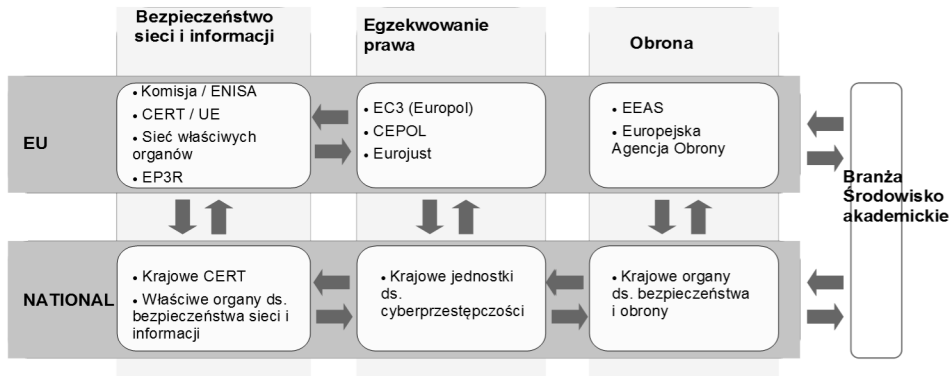 Bezpieczeństwo
sieci i informacji
Egzekwowanie
prawa
Obrona
EU
• Komisja / ENISA
• CERT / UE
• Sieć właściwych
organów
• EP3R
• EC3 (Europol)
• CEPOL
• Eurojust
• EEAS
• Europejska
Agencja Obrony
Branża
Środowisko
akademickie
NATIONAL
• Krajowe CERT
• Właściwe organy ds.
bezpieczeństwa sieci i
informacji
• Krajowe jednostki
ds.
cyberprzestępczości
• Krajowe organy
ds. bezpieczeństwa
i obrony